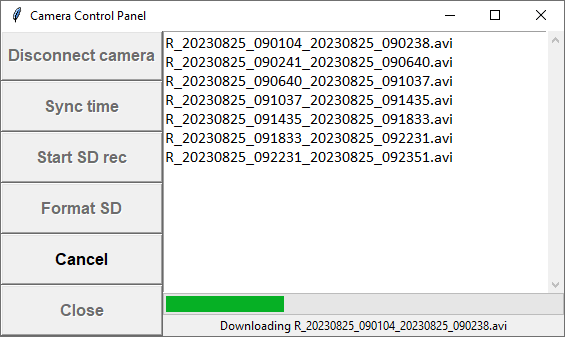 Camera Control Panel
Disconnect camera
Sync time
Start SD rec
Format SD
Cancel
Close
R_20230825_090104_20230825_090238.avi
R_20230825_090241_20230825_090640.avi
R_20230825_090640_20230825_091037.avi
R_20230825_091037_20230825_091435.avi
R_20230825_091435_20230825_091833.avi
R_20230825_091833_20230825_092231.avi
R_20230825_092231_20230825_092351.avi
Downloading R_20230825_090104_20230825_090238.avi